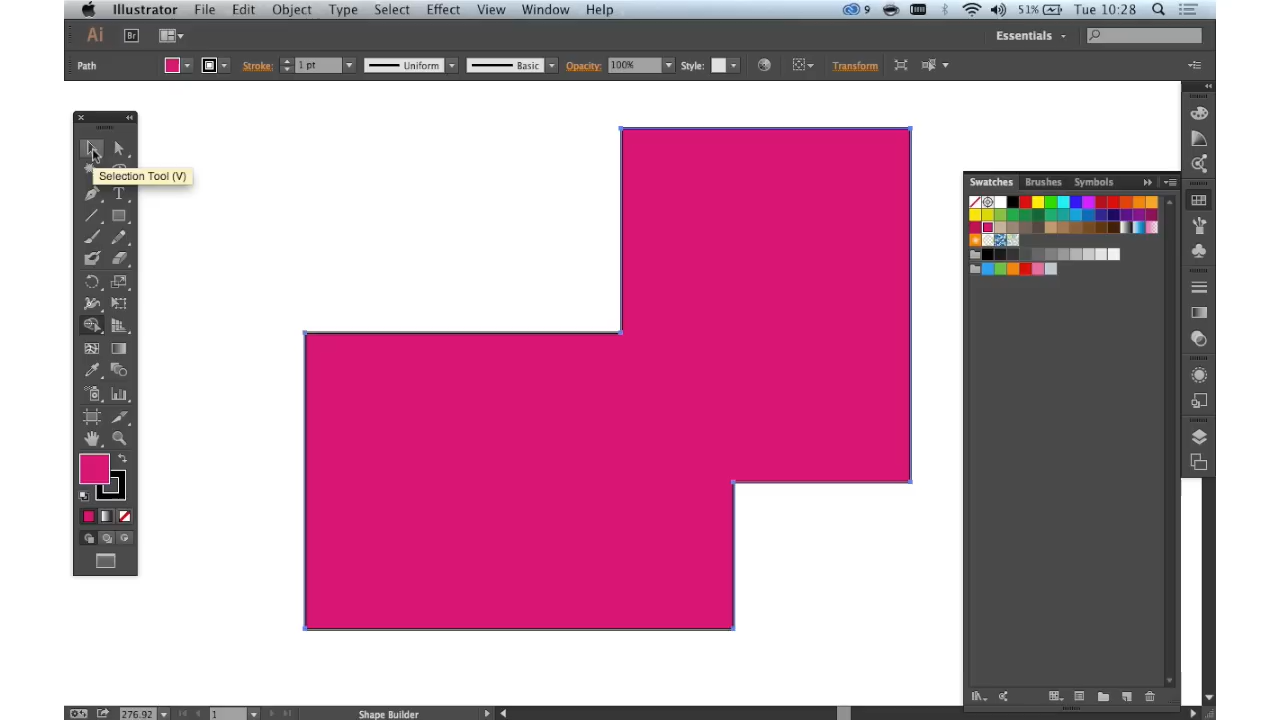 Illustrator File Edit Object Type Select Effect View Window Help 9 51% Tue 10:28
Ai Br Essentials
Path Stroke: 1 pt Uniform Basic Opacity: 100% Style: Transform
Selection Tool (V)
T
Swatches Brushes Symbols
276.92 1 Shape Builder